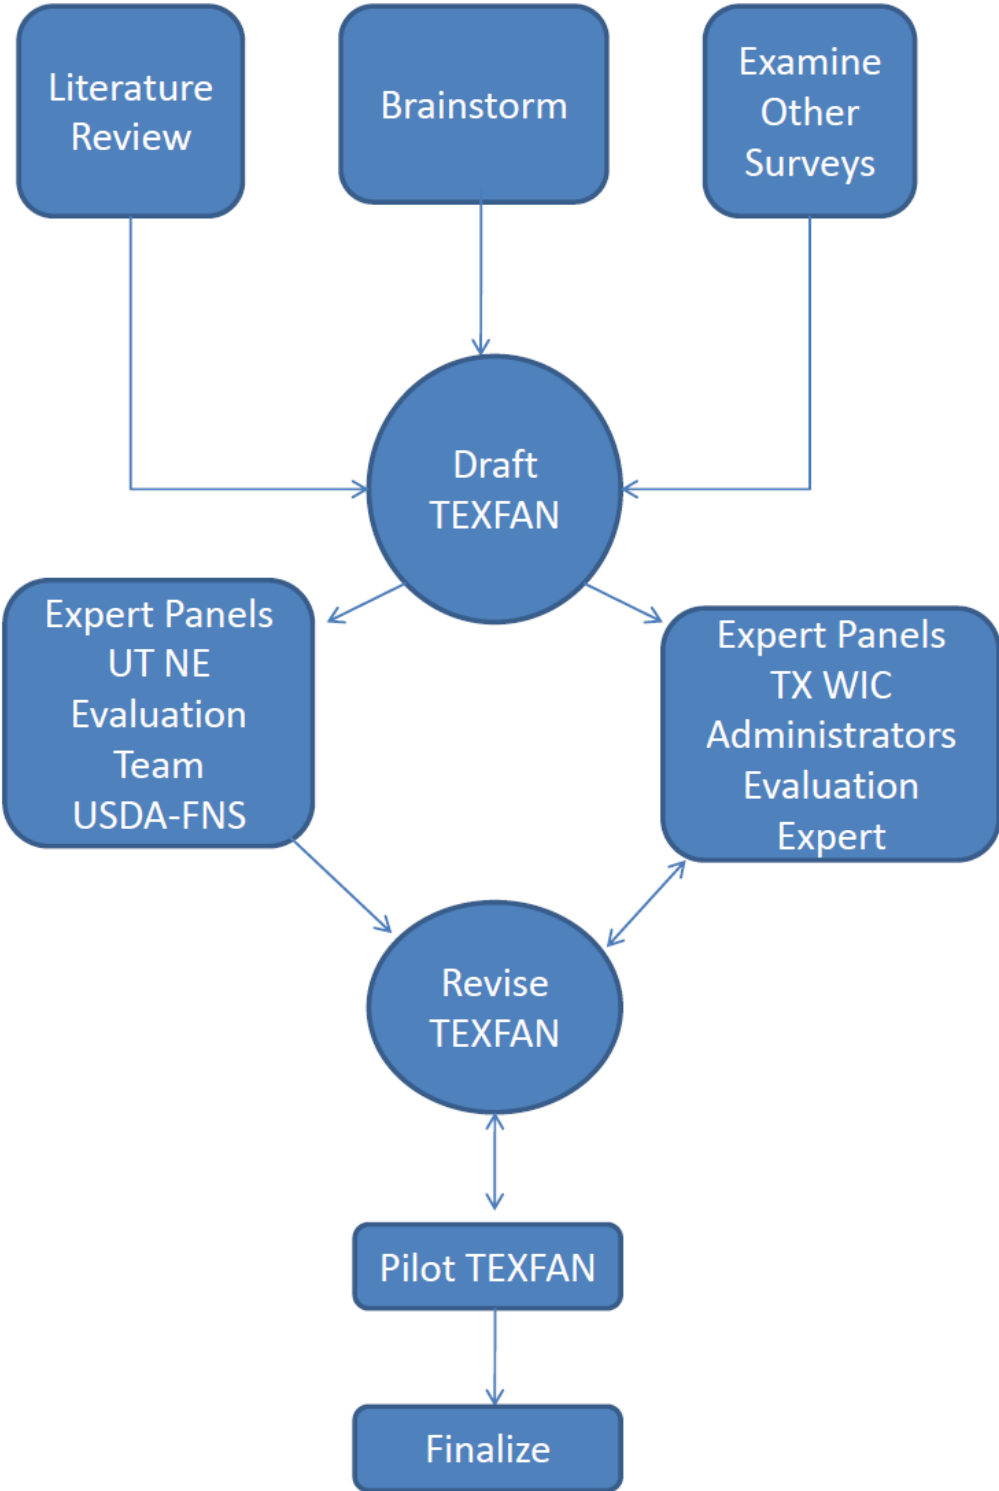 Literature
Review
Brainstorm
Examine
Other
Surveys
Draft
TEXFAN
Expert Panels
UT NE
Evaluation
Team
USDA-FNS
Expert Panels
TX WIC
Administrators
Evaluation
Expert
Revise
TEXFAN
Pilot TEXFAN
Finalize